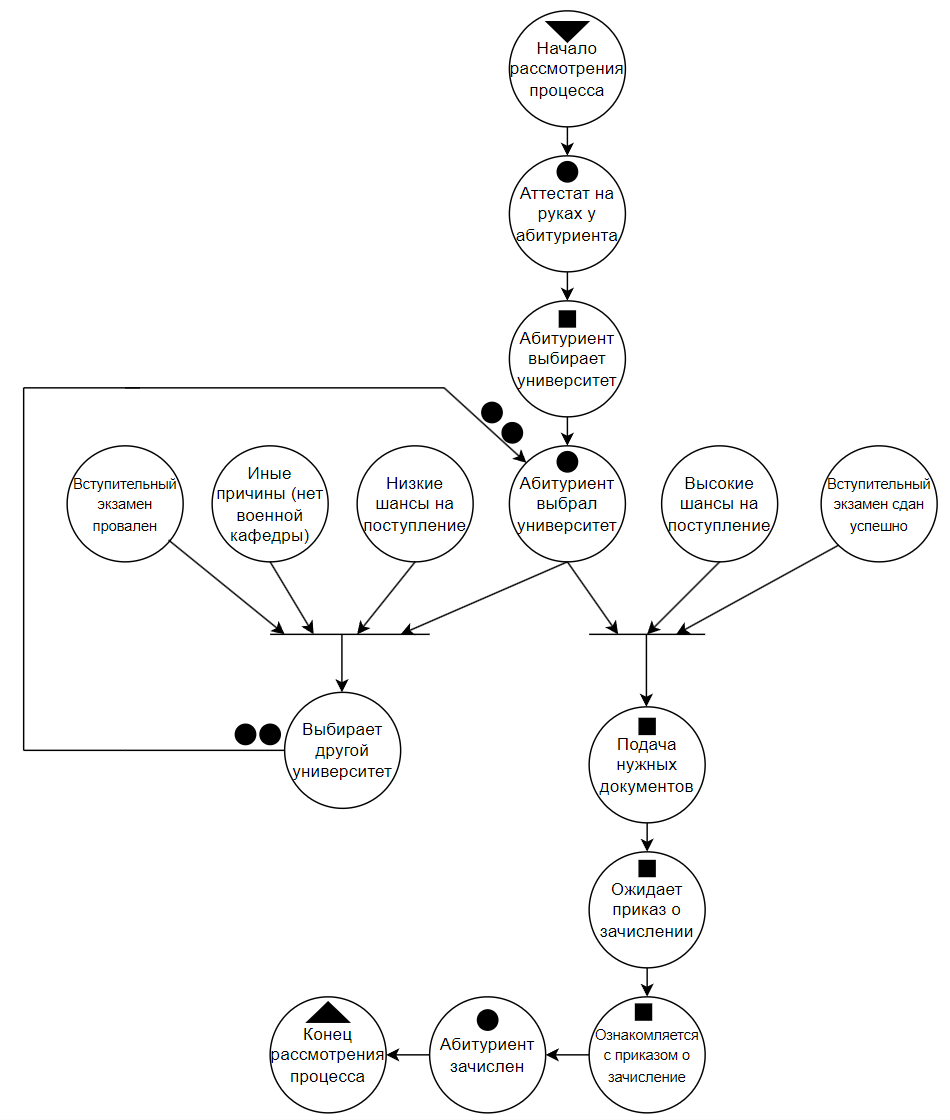 Начало
рассмотрения
процесса
Аттестат на
руках у
абитуриента
Абитуриент
выбирает
университет
Вступительный
экзамен
провален
Иные
причины (нет
военной
кафедры)
Низкие
шансы на
поступление
Абитуриент
выбрал
университет
Высокие
шансы на
поступление
Вступительный
экзамен сдан
успешно
Выбирает
другой
университет
Подача
нужных
документов
Ожидает
приказ о
зачислении
Конец
рассмотрения
процесса
Абитуриент
зачислен
Ознакомляется
с приказом о
зачисление